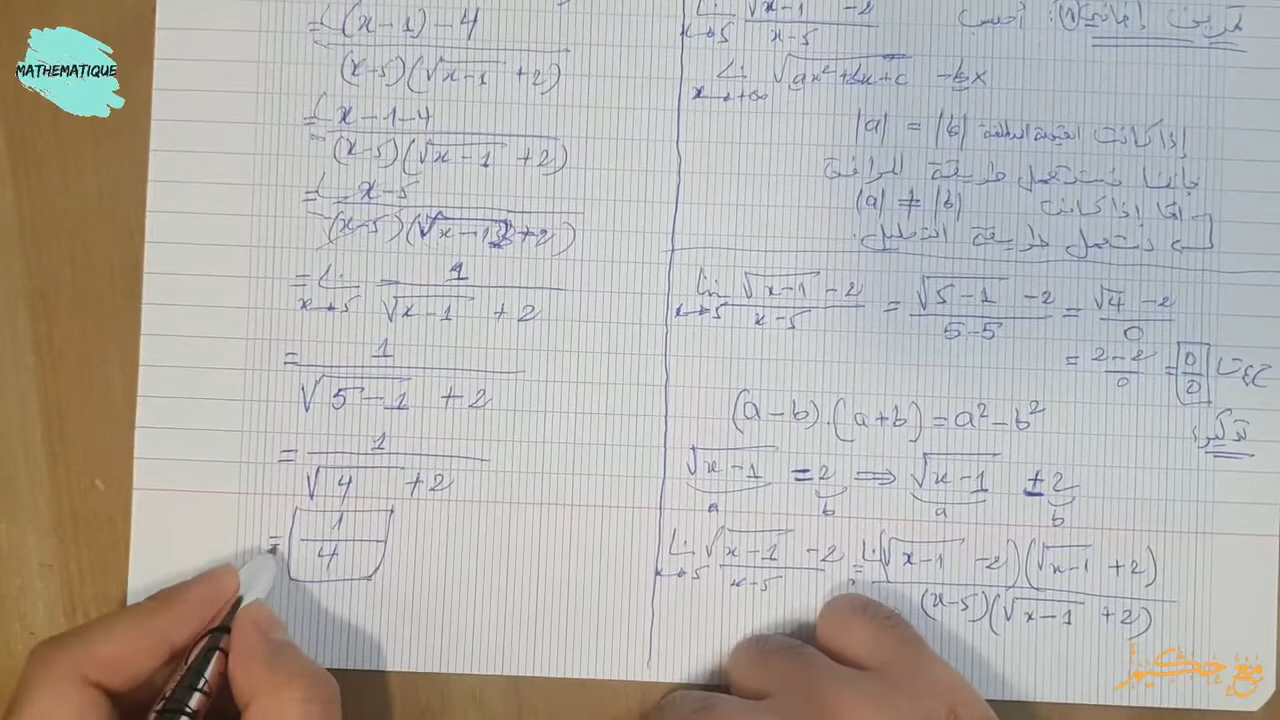 MATHEMATIQUE
تمرين إضافي (1): أحسب
lim x→5 (√(x-1) - 2)/(x-5)
lim x→+∞ √(ax²+bx+c) - bx
إذا كانت القيمة المطلقة |a| = |b|
فإننا نستعمل طريقة المرافق
أما إذا كانت |a| ≠ |b|
نستعمل طريقة
lim x→5 (√(x-1) - 2)/(x-5) = (√(5-1) - 2)/(5-5) = (√4 - 2)/0
= (2-2)/0 = 0/0
(a-b).(a+b) = a²-b²
√(x-1) - 2 ⟹ √(x-1) + 2
a b a b
lim x→5 (√(x-1) - 2)/(x-5) = lim (√(x-1) - 2)(√(x-1) + 2)/((x-5)(√(x-1) + 2))
= lim ((x-1)-4)/((x-5)(√(x-1) + 2))
= lim (x-1-4)/((x-5)(√(x-1) + 2))
= lim (x-5)/((x-5)(√(x-1) + 2))
= lim x→5 1/(√(x-1) + 2)
= 1/(√(5-1) + 2)
= 1/(√4 + 2)
= 1/4